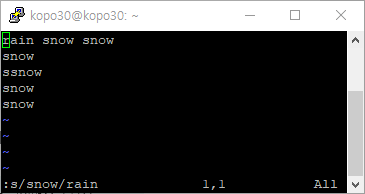 kopo30@kopo30: ~
rain snow snow
snow
ssnow
snow
snow
~
~
~
~
:s/snow/rain 1,1 All